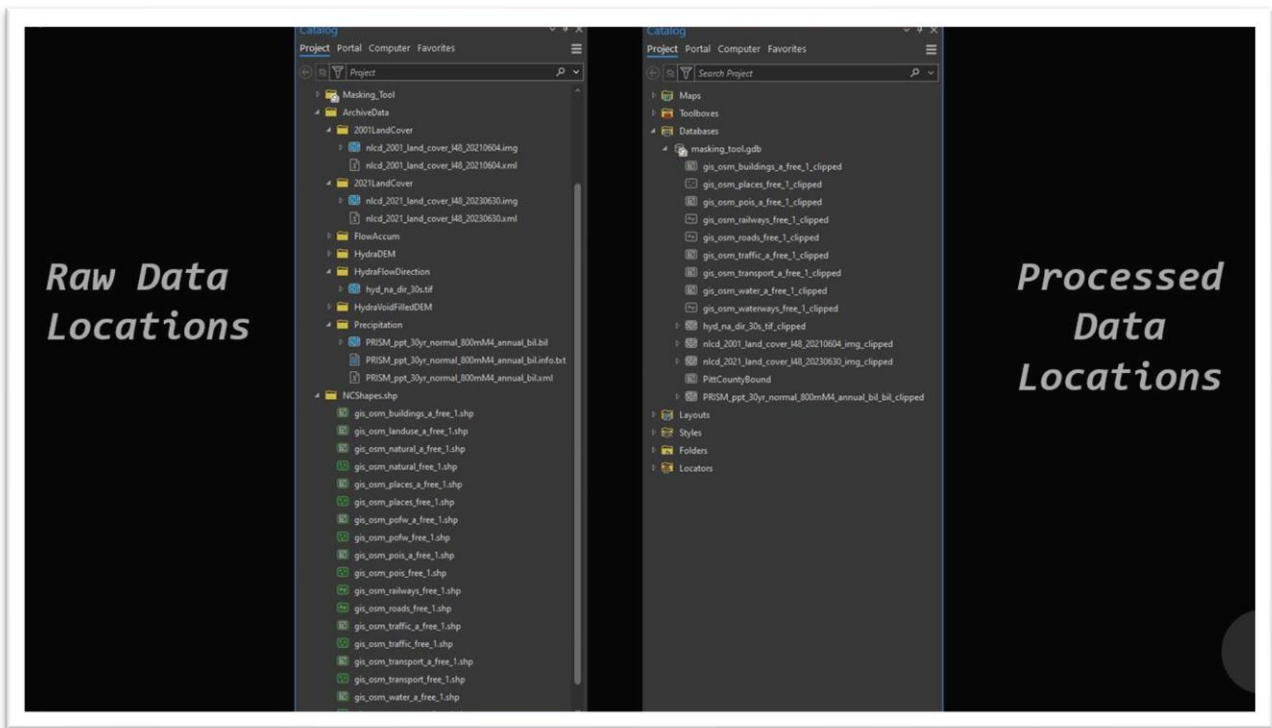 Raw Data
Locations
Catalog
Project Portal Computer Favorites
Project
Masking_Tool
ArchiveData
2001LandCover
nlcd_2001_land_cover_l48_20210604.img
nlcd_2001_land_cover_l48_20210604.xml
2021LandCover
nlcd_2021_land_cover_l48_20230630.img
nlcd_2021_land_cover_l48_20230630.xml
FlowAccum
HydraDEM
HydraFlowDirection
hyd_na_dir_30s.tif
HydraVoidFilledDEM
Precipitation
PRISM_ppt_30yr_normal_800mM4_annual_bil.bil
PRISM_ppt_30yr_normal_800mM4_annual_bil.info.txt
PRISM_ppt_30yr_normal_800mM4_annual_bil.xml
NCShapes.shp
gis_osm_buildings_a_free_1.shp
gis_osm_landuse_a_free_1.shp
gis_osm_natural_a_free_1.shp
gis_osm_natural_free_1.shp
gis_osm_places_a_free_1.shp
gis_osm_places_free_1.shp
gis_osm_pofw_a_free_1.shp
gis_osm_pofw_free_1.shp
gis_osm_pois_a_free_1.shp
gis_osm_pois_free_1.shp
gis_osm_railways_free_1.shp
gis_osm_roads_free_1.shp
gis_osm_traffic_a_free_1.shp
gis_osm_traffic_free_1.shp
gis_osm_transport_a_free_1.shp
gis_osm_transport_free_1.shp
gis_osm_water_a_free_1.shp
Catalog
Project Portal Computer Favorites
Search Project
Maps
Toolboxes
Databases
masking_tool.gdb
gis_osm_buildings_a_free_1_clipped
gis_osm_places_free_1_clipped
gis_osm_pois_a_free_1_clipped
gis_osm_railways_free_1_clipped
gis_osm_roads_free_1_clipped
gis_osm_traffic_a_free_1_clipped
gis_osm_transport_a_free_1_clipped
gis_osm_water_a_free_1_clipped
gis_osm_waterways_free_1_clipped
hyd_na_dir_30s_tif_clipped
nlcd_2001_land_cover_l48_20210604_img_clipped
nlcd_2021_land_cover_l48_20230630_img_clipped
PittCountyBound
PRISM_ppt_30yr_normal_800mM4_annual_bil_bil_clipped
Layouts
Styles
Folders
Locators
Processed
Data
Locations